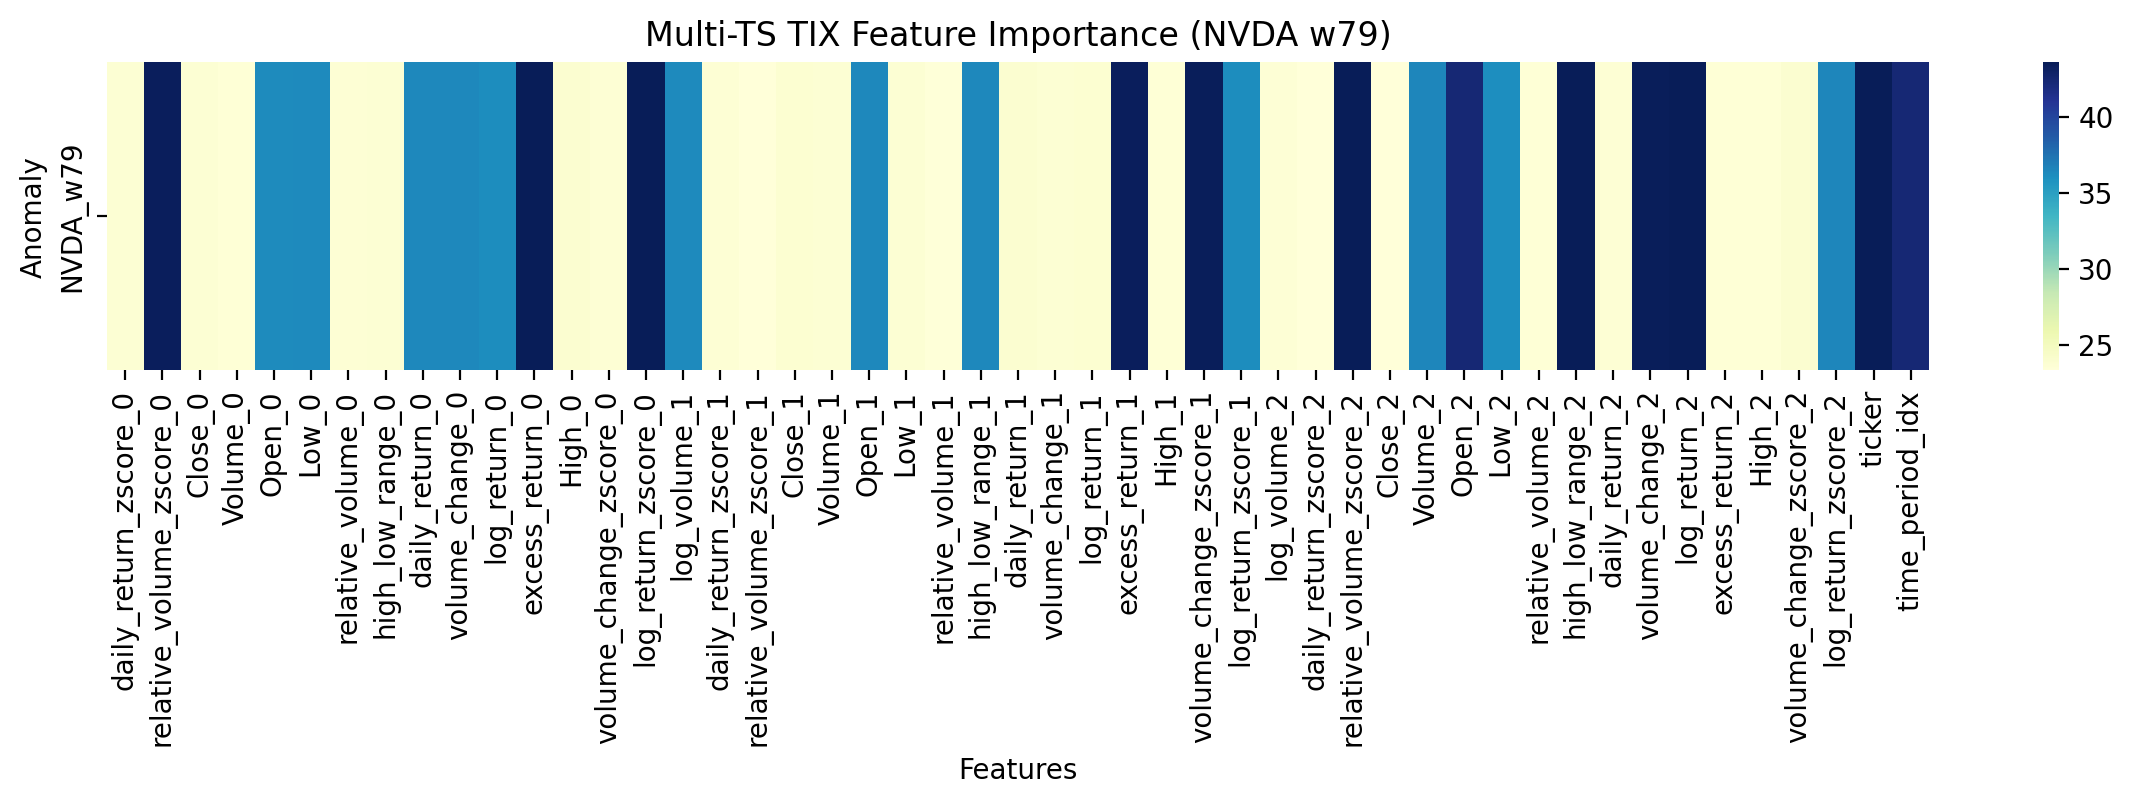 Multi-TS TIX Feature Importance (NVDA w79)
Anomaly
NVDA_w79
40
35
30
25
daily_return_zscore_0
relative_volume_zscore_0
Close_0
Volume_0
Open_0
Low_0
relative_volume_0
high_low_range_0
daily_return_0
volume_change_0
log_return_0
excess_return_0
High_0
volume_change_zscore_0
log_return_zscore_0
log_volume_1
daily_return_zscore_1
relative_volume_zscore_1
Close_1
Volume_1
Open_1
Low_1
relative_volume_1
high_low_range_1
daily_return_1
volume_change_1
log_return_1
excess_return_1
High_1
volume_change_zscore_1
log_return_zscore_1
log_volume_2
daily_return_zscore_2
relative_volume_zscore_2
Close_2
Volume_2
Open_2
Low_2
relative_volume_2
high_low_range_2
daily_return_2
volume_change_2
log_return_2
excess_return_2
High_2
volume_change_zscore_2
log_return_zscore_2
ticker
time_period_idx
Features